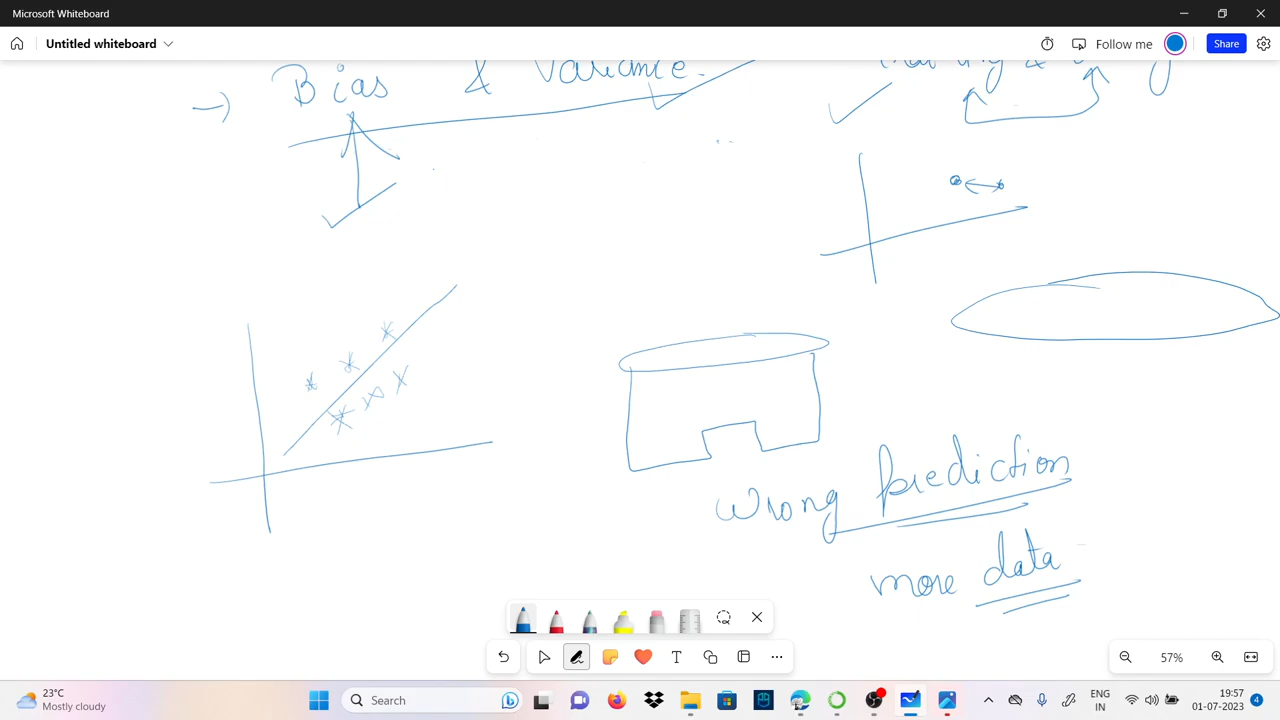 Microsoft Whiteboard
Untitled whiteboard
Follow me
Share
→ Bias & Variance.
wrong prediction
more data
T
57%
23°C
Mostly cloudy
Search
ENG
IN
19:57
01-07-2023
4